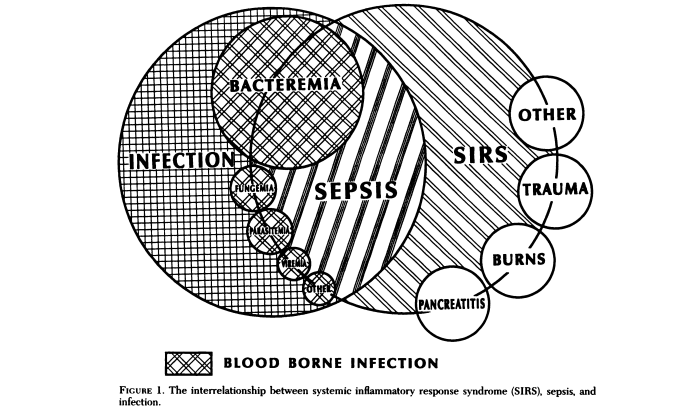 BACTEREMIA
OTHER
INFECTION
SIRS
FUNGEMIA
SEPSIS
TRAUMA
PARASITEMIA
VIREMIA
BURNS
OTHER
PANCREATITIS
BLOOD BORNE INFECTION
FIGURE 1. The interrelationship between systemic inflammatory response syndrome (SIRS), sepsis, and
infection.